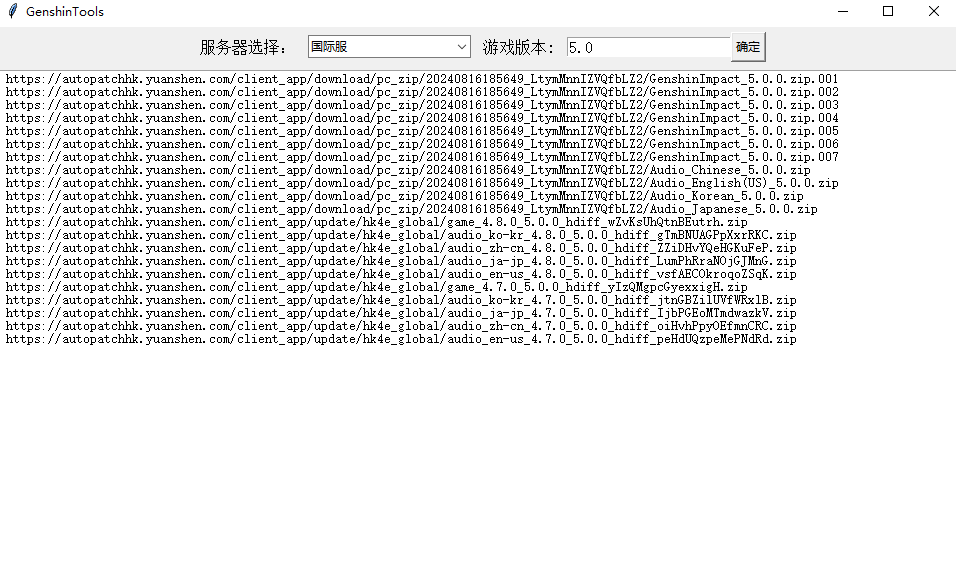 GenshinTools
服务器选择： 国际服 游戏版本： 5.0 确定
https://autopatchhk.yuanshen.com/client_app/download/pc_zip/20240816185649_LtymMnnIZVQfbLZ2/GenshinImpact_5.0.0.zip.001
https://autopatchhk.yuanshen.com/client_app/download/pc_zip/20240816185649_LtymMnnIZVQfbLZ2/GenshinImpact_5.0.0.zip.002
https://autopatchhk.yuanshen.com/client_app/download/pc_zip/20240816185649_LtymMnnIZVQfbLZ2/GenshinImpact_5.0.0.zip.003
https://autopatchhk.yuanshen.com/client_app/download/pc_zip/20240816185649_LtymMnnIZVQfbLZ2/GenshinImpact_5.0.0.zip.004
https://autopatchhk.yuanshen.com/client_app/download/pc_zip/20240816185649_LtymMnnIZVQfbLZ2/GenshinImpact_5.0.0.zip.005
https://autopatchhk.yuanshen.com/client_app/download/pc_zip/20240816185649_LtymMnnIZVQfbLZ2/GenshinImpact_5.0.0.zip.006
https://autopatchhk.yuanshen.com/client_app/download/pc_zip/20240816185649_LtymMnnIZVQfbLZ2/GenshinImpact_5.0.0.zip.007
https://autopatchhk.yuanshen.com/client_app/download/pc_zip/20240816185649_LtymMnnIZVQfbLZ2/Audio_Chinese_5.0.0.zip
https://autopatchhk.yuanshen.com/client_app/download/pc_zip/20240816185649_LtymMnnIZVQfbLZ2/Audio_English(US)_5.0.0.zip
https://autopatchhk.yuanshen.com/client_app/download/pc_zip/20240816185649_LtymMnnIZVQfbLZ2/Audio_Korean_5.0.0.zip
https://autopatchhk.yuanshen.com/client_app/download/pc_zip/20240816185649_LtymMnnIZVQfbLZ2/Audio_Japanese_5.0.0.zip
https://autopatchhk.yuanshen.com/client_app/update/hk4e_global/game_4.8.0_5.0.0_hdiff_wZvKsUhQtnBEutrh.zip
https://autopatchhk.yuanshen.com/client_app/update/hk4e_global/audio_ko-kr_4.8.0_5.0.0_hdiff_gTmBNUAGPpXxrRKC.zip
https://autopatchhk.yuanshen.com/client_app/update/hk4e_global/audio_zh-cn_4.8.0_5.0.0_hdiff_ZZiDHvYQeHGKuFeP.zip
https://autopatchhk.yuanshen.com/client_app/update/hk4e_global/audio_ja-jp_4.8.0_5.0.0_hdiff_LumPhRraNOjGJMnG.zip
https://autopatchhk.yuanshen.com/client_app/update/hk4e_global/audio_en-us_4.8.0_5.0.0_hdiff_vsfAECOkroqoZSqK.zip
https://autopatchhk.yuanshen.com/client_app/update/hk4e_global/game_4.7.0_5.0.0_hdiff_yIzQMgpcGyexxigH.zip
https://autopatchhk.yuanshen.com/client_app/update/hk4e_global/audio_ko-kr_4.7.0_5.0.0_hdiff_jtnGBZilUVfWRxlB.zip
https://autopatchhk.yuanshen.com/client_app/update/hk4e_global/audio_ja-jp_4.7.0_5.0.0_hdiff_IjbPGEoMTmdwazkV.zip
https://autopatchhk.yuanshen.com/client_app/update/hk4e_global/audio_zh-cn_4.7.0_5.0.0_hdiff_oiHvhPpyOEfmnCRC.zip
https://autopatchhk.yuanshen.com/client_app/update/hk4e_global/audio_en-us_4.7.0_5.0.0_hdiff_peHdUQzpeMePNdRd.zip